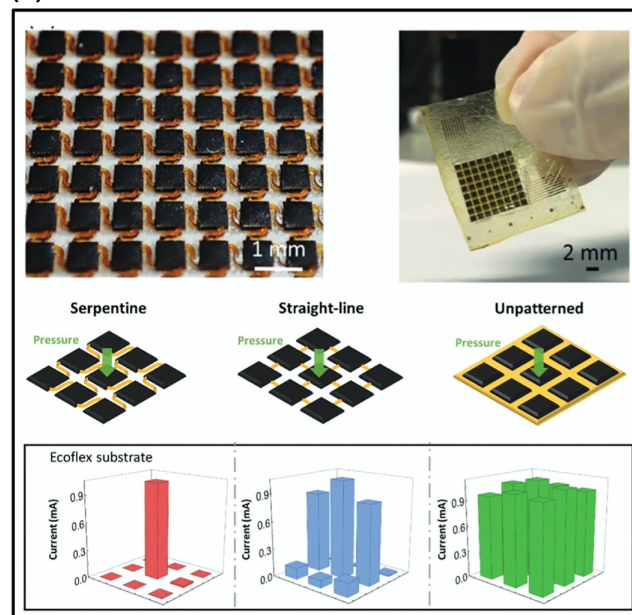 1 mm
2 mm
Serpentine
Straight-line
Unpatterned
Pressure
Pressure
Pressure
Ecoflex substrate
Current (mA)
0.9
0.6
0.3
0.0
Current (mA)
0.9
0.6
0.3
0.0
Current (mA)
0.9
0.6
0.3
0.0